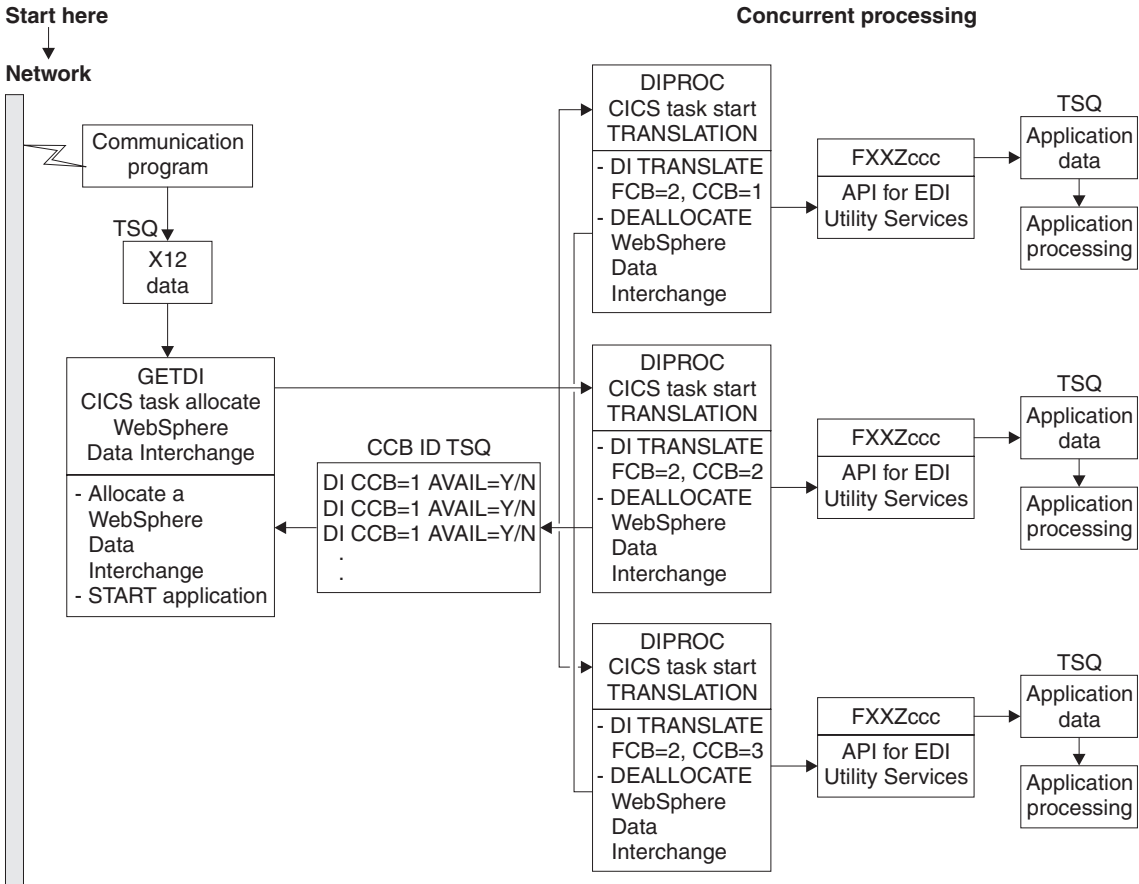 Start here
Network
Communication
program
TSQ
X12
data
GETDI
CICS task allocate
WebSphere
Data Interchange
- Allocate a
WebSphere
Data
Interchange
- START application
CCB ID TSQ
DI CCB=1 AVAIL=Y/N
DI CCB=1 AVAIL=Y/N
DI CCB=1 AVAIL=Y/N
.
.
Concurrent processing
DIPROC
CICS task start
TRANSLATION
- DI TRANSLATE
FCB=2, CCB=1
- DEALLOCATE
WebSphere
Data
Interchange
FXXZccc
API for EDI
Utility Services
TSQ
Application
data
Application
processing
DIPROC
CICS task start
TRANSLATION
- DI TRANSLATE
FCB=2, CCB=2
- DEALLOCATE
WebSphere
Data
Interchange
FXXZccc
API for EDI
Utility Services
TSQ
Application
data
Application
processing
DIPROC
CICS task start
TRANSLATION
- DI TRANSLATE
FCB=2, CCB=3
- DEALLOCATE
WebSphere
Data
Interchange
FXXZccc
API for EDI
Utility Services
TSQ
Application
data
Application
processing